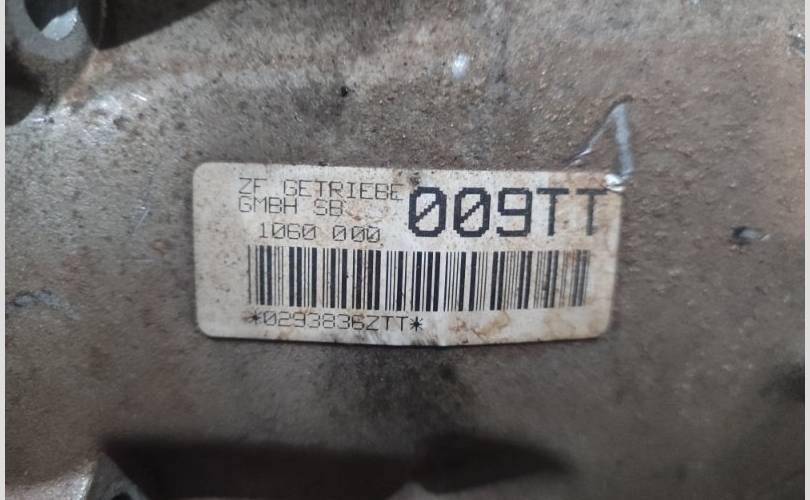 ZF GETRIEBE
GMBH SB
009TT
1060 000
*0293836ZTT*